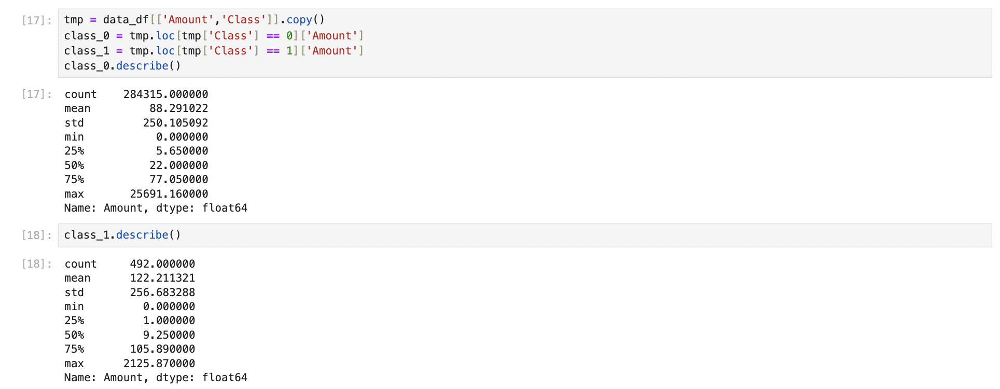 [17]: tmp = data_df[['Amount','Class']].copy()
class_0 = tmp.loc[tmp['Class'] == 0]['Amount']
class_1 = tmp.loc[tmp['Class'] == 1]['Amount']
class_0.describe()
[17]: count    284315.000000
mean         88.291022
std         250.105092
min           0.000000
25%           5.650000
50%          22.000000
75%          77.050000
max       25691.160000
Name: Amount, dtype: float64
[18]: class_1.describe()
[18]: count     492.000000
mean      122.211321
std       256.683288
min         0.000000
25%         1.000000
50%         9.250000
75%       105.890000
max      2125.870000
Name: Amount, dtype: float64